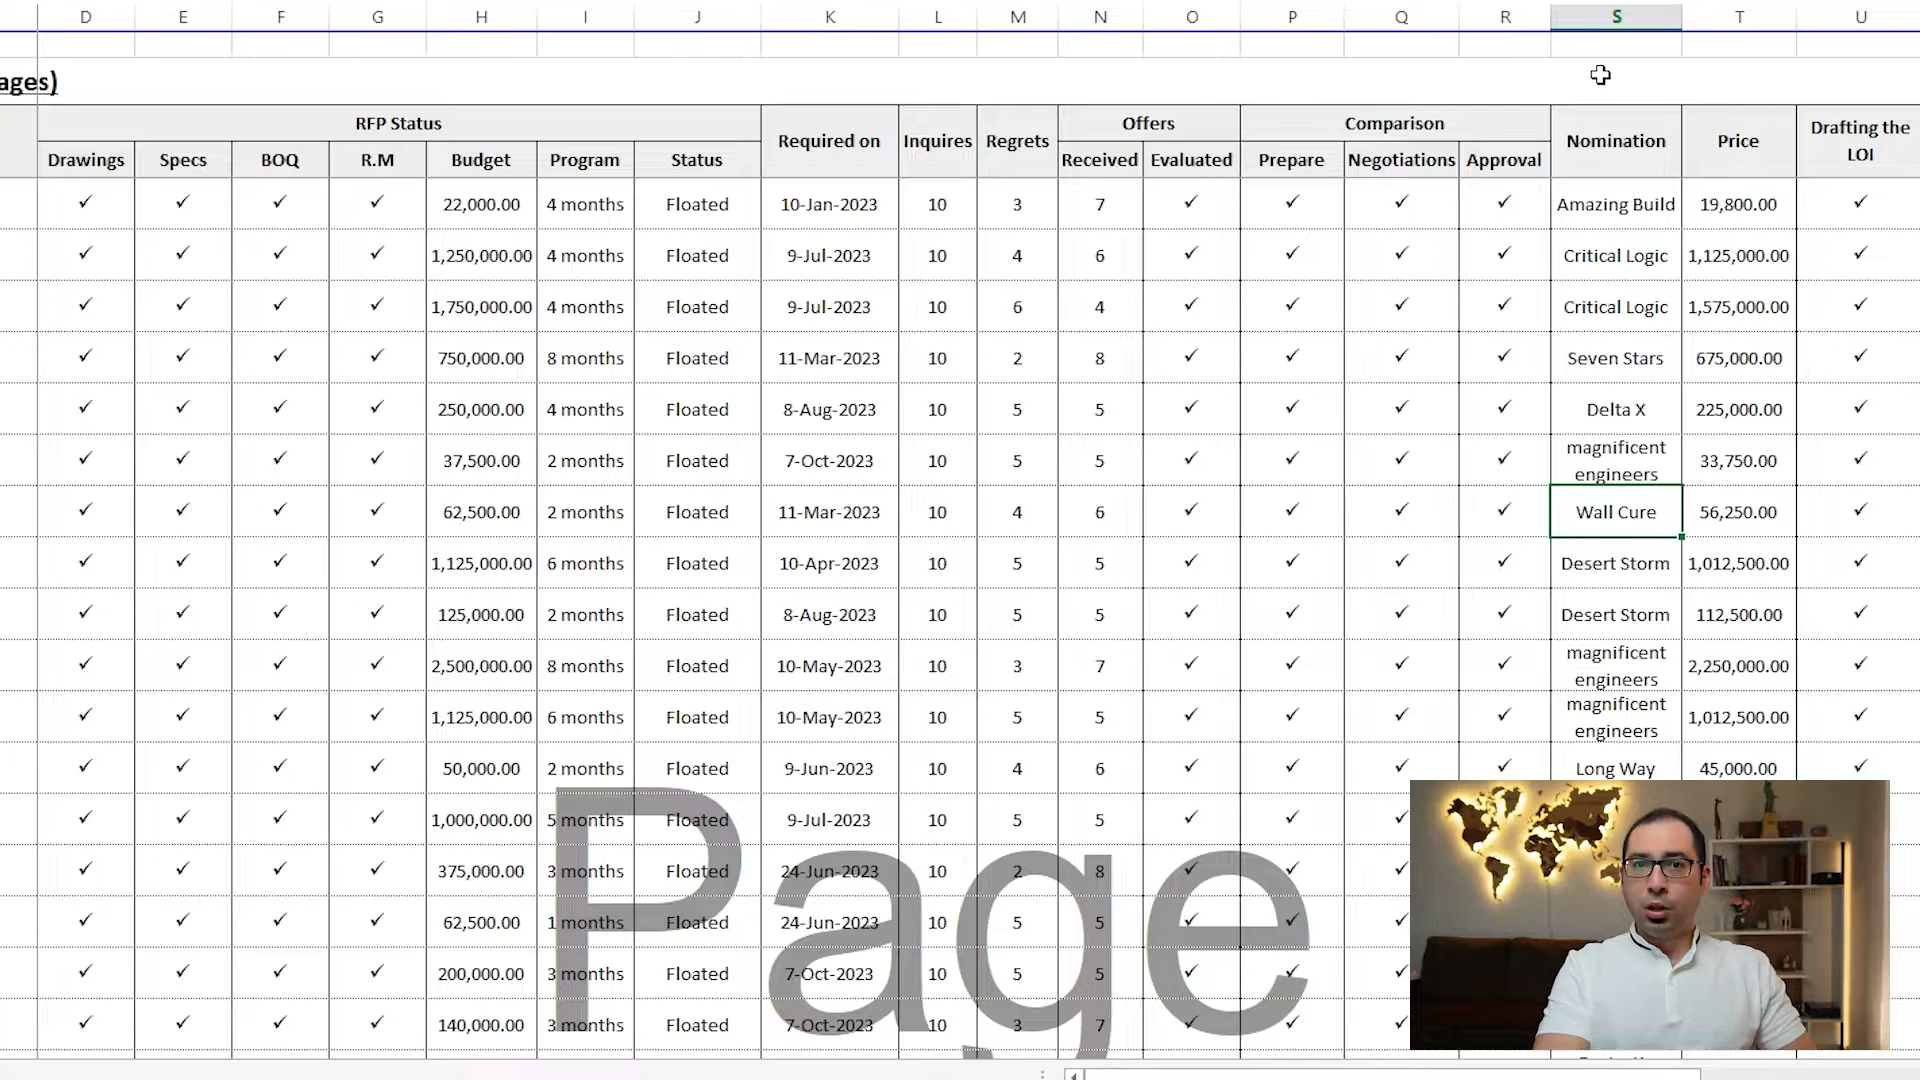 D E F G H I J K L M N O P Q R S T U
ages)
RFP Status Required on Inquires Regrets Offers Comparison Nomination Price Drafting the
LOI
Drawings Specs BOQ R.M Budget Program Status Received Evaluated Prepare Negotiations Approval
✓ ✓ ✓ ✓ 22,000.00 4 months Floated 10-Jan-2023 10 3 7 ✓ ✓ ✓ ✓ Amazing Build 19,800.00 ✓
✓ ✓ ✓ ✓ 1,250,000.00 4 months Floated 9-Jul-2023 10 4 6 ✓ ✓ ✓ ✓ Critical Logic 1,125,000.00 ✓
✓ ✓ ✓ ✓ 1,750,000.00 4 months Floated 9-Jul-2023 10 6 4 ✓ ✓ ✓ ✓ Critical Logic 1,575,000.00 ✓
✓ ✓ ✓ ✓ 750,000.00 8 months Floated 11-Mar-2023 10 2 8 ✓ ✓ ✓ ✓ Seven Stars 675,000.00 ✓
✓ ✓ ✓ ✓ 250,000.00 4 months Floated 8-Aug-2023 10 5 5 ✓ ✓ ✓ ✓ Delta X 225,000.00 ✓
✓ ✓ ✓ ✓ 37,500.00 2 months Floated 7-Oct-2023 10 5 5 ✓ ✓ ✓ ✓ magnificent
engineers 33,750.00 ✓
✓ ✓ ✓ ✓ 62,500.00 2 months Floated 11-Mar-2023 10 4 6 ✓ ✓ ✓ ✓ Wall Cure 56,250.00 ✓
✓ ✓ ✓ ✓ 1,125,000.00 6 months Floated 10-Apr-2023 10 5 5 ✓ ✓ ✓ ✓ Desert Storm 1,012,500.00 ✓
✓ ✓ ✓ ✓ 125,000.00 2 months Floated 8-Aug-2023 10 5 5 ✓ ✓ ✓ ✓ Desert Storm 112,500.00 ✓
✓ ✓ ✓ ✓ 2,500,000.00 8 months Floated 10-May-2023 10 3 7 ✓ ✓ ✓ ✓ magnificent
engineers 2,250,000.00 ✓
✓ ✓ ✓ ✓ 1,125,000.00 6 months Floated 10-May-2023 10 5 5 ✓ ✓ ✓ ✓ magnificent
engineers 1,012,500.00 ✓
✓ ✓ ✓ ✓ 50,000.00 2 months Floated 9-Jun-2023 10 4 6 ✓ ✓ ✓ ✓ Long Way 45,000.00 ✓
✓ ✓ ✓ ✓ 1,000,000.00 5 months Floated 9-Jul-2023 10 5 5 ✓ ✓ ✓
✓ ✓ ✓ ✓ 375,000.00 3 months Floated 24-Jun-2023 10 2 8 ✓ ✓ ✓
✓ ✓ ✓ ✓ 62,500.00 1 months Floated 24-Jun-2023 10 5 5 ✓ ✓ ✓
✓ ✓ ✓ ✓ 200,000.00 3 months Floated 7-Oct-2023 10 5 5 ✓ ✓ ✓
✓ ✓ ✓ ✓ 140,000.00 3 months Floated 7-Oct-2023 10 3 7 ✓ ✓ ✓
Page